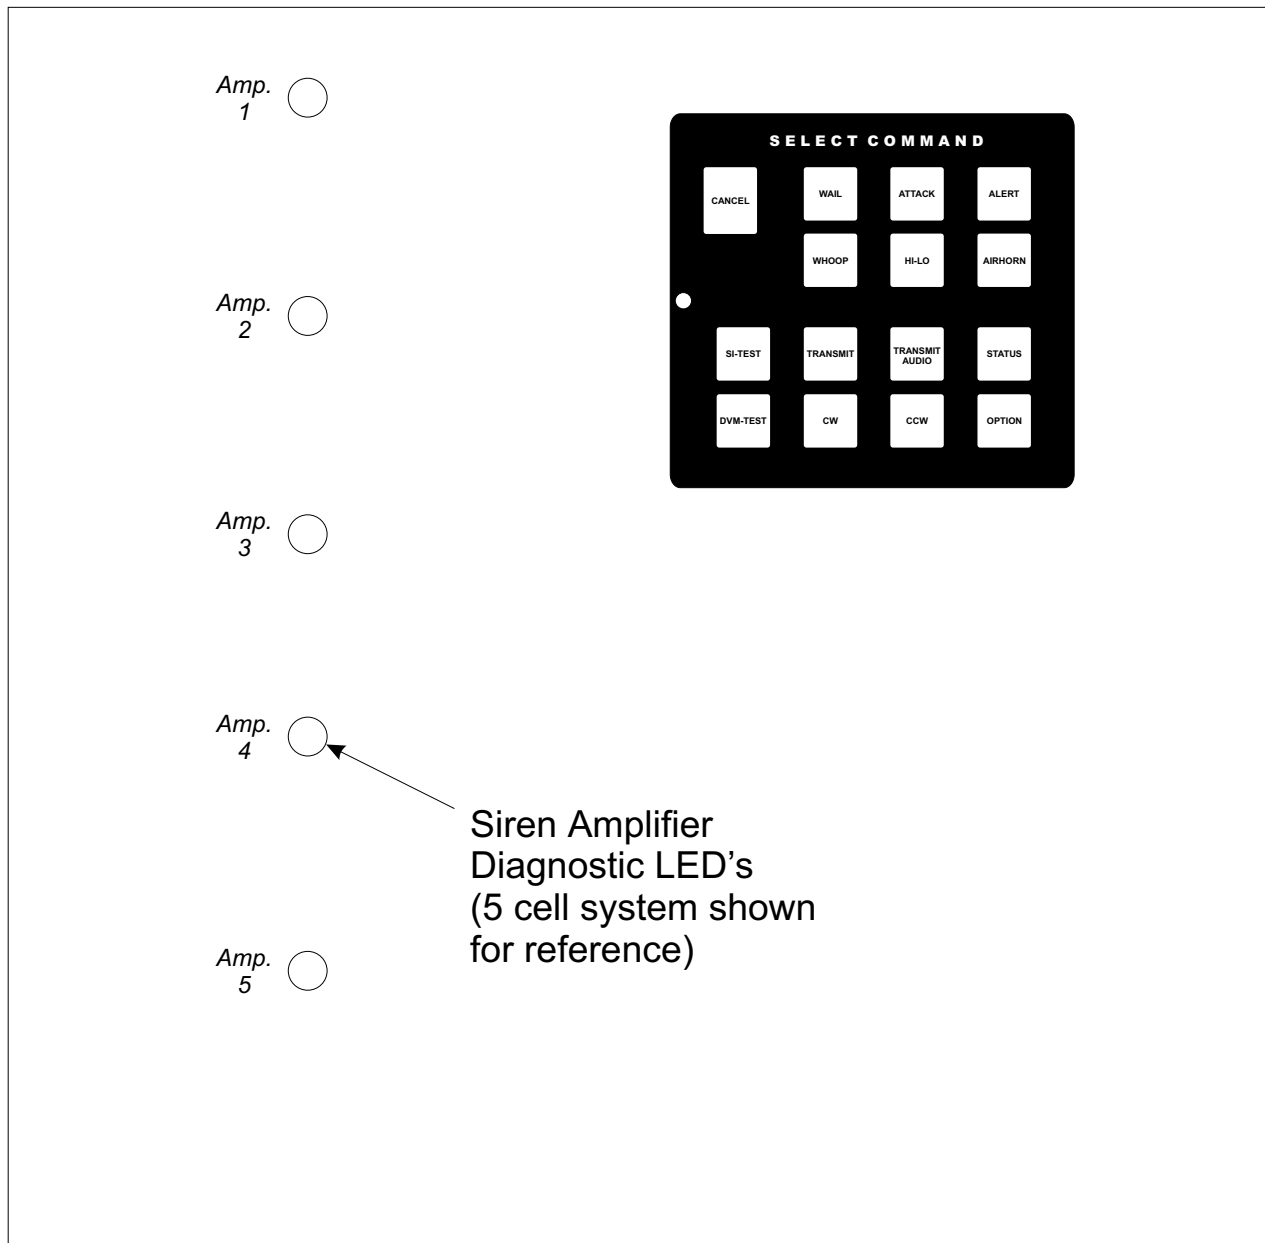 Amp.
1
SELECT COMMAND
CANCEL
WAIL
ATTACK
ALERT
WHOOP
HI-LO
AIRHORN
Amp.
2
SI-TEST
TRANSMIT
TRANSMIT
AUDIO
STATUS
DVM-TEST
CW
CCW
OPTION
Amp.
3
Amp.
4
Siren Amplifier
Diagnostic LED’s
(5 cell system shown
for reference)
Amp.
5